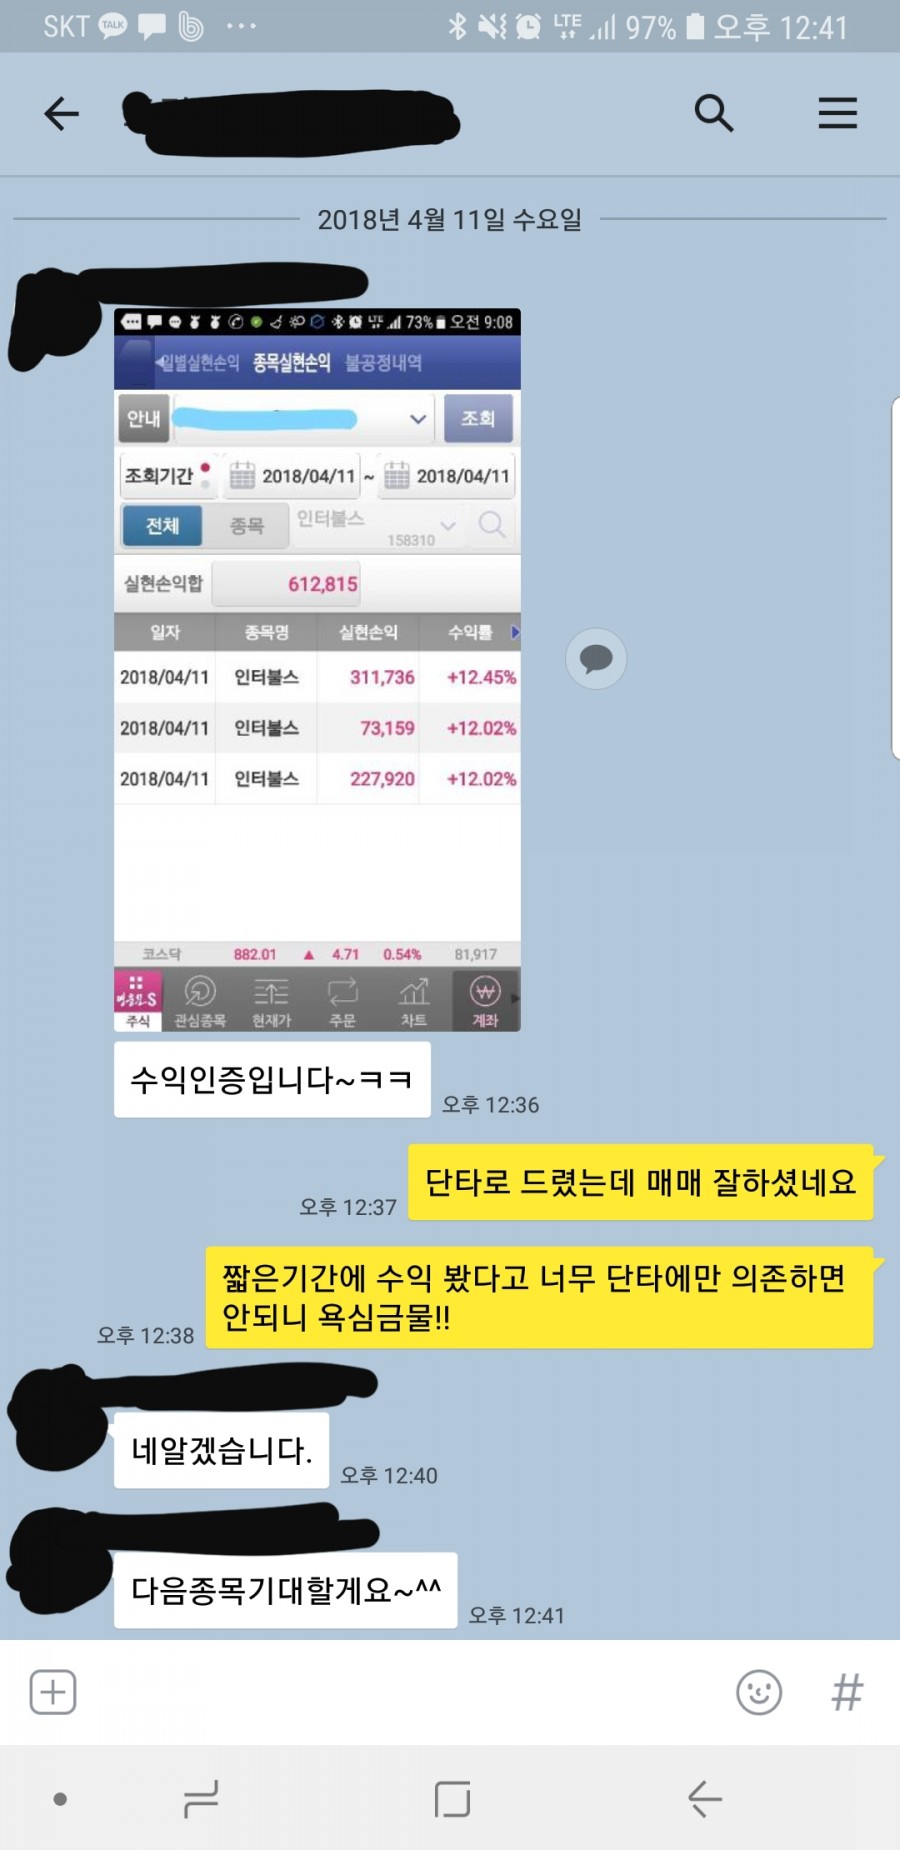 SKT TALK LTE 97% 오후 12:41
2018년 4월 11일 수요일
LTE 73% 오전 9:08
일별실현손익 종목실현손익 불공정내역
안내 조회
조회기간 2018/04/11 ~ 2018/04/11
전체 종목 인터불스 158310
실현손익합 612,815
일자 종목명 실현손익 수익률
2018/04/11 인터불스 311,736 +12.45%
2018/04/11 인터불스 73,159 +12.02%
2018/04/11 인터불스 227,920 +12.02%
코스닥 882.01 ▲ 4.71 0.54% 81,917
영웅문S
주식 관심종목 현재가 주문 차트 계좌
수익인증입니다~ㅋㅋ
오후 12:36
단타로 드렸는데 매매 잘하셨네요
오후 12:37
짧은기간에 수익 봤다고 너무 단타에만 의존하면
안되니 욕심금물!!
오후 12:38
네알겠습니다.
오후 12:40
다음종목기대할게요~^^
오후 12:41
#